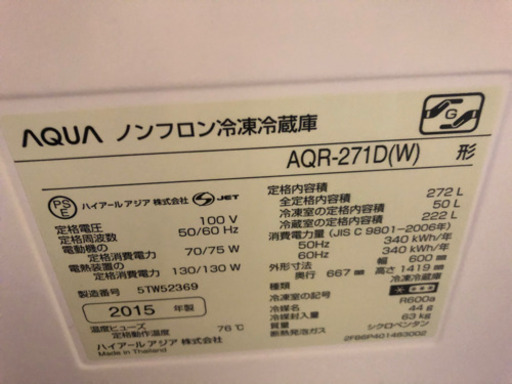 G
AQUA ノンフロン冷凍冷蔵庫
AQR-271D(W) 形
PS
E
ハイアールアジア株式会社 S JET
定格電圧 100 V
定格周波数 50/60 Hz
電動機の
定格消費電力 70/75 W
電熱装置の
定格消費電力 130/130 W
製造番号 5TW52369
2015 年製
温度ヒューズ
定格動作温度 76℃
ハイアールアジア株式会社
Made in Thailand
定格内容積 272 L
全定格内容積 50 L
冷凍室の定格内容積 222 L
冷蔵室の定格内容積
消費電力量(JIS C 9801-2006年)
50Hz 340 kWh/年
60Hz 340 kWh/年
外形寸法 幅 600 mm
奥行 667 mm 高さ 1419 mm
種類 冷凍冷蔵庫
冷凍室の記号
冷媒 R600a
冷媒封入量 44 g
質量 63 kg
断熱発泡ガス シクロペンタン
2F86P401483002